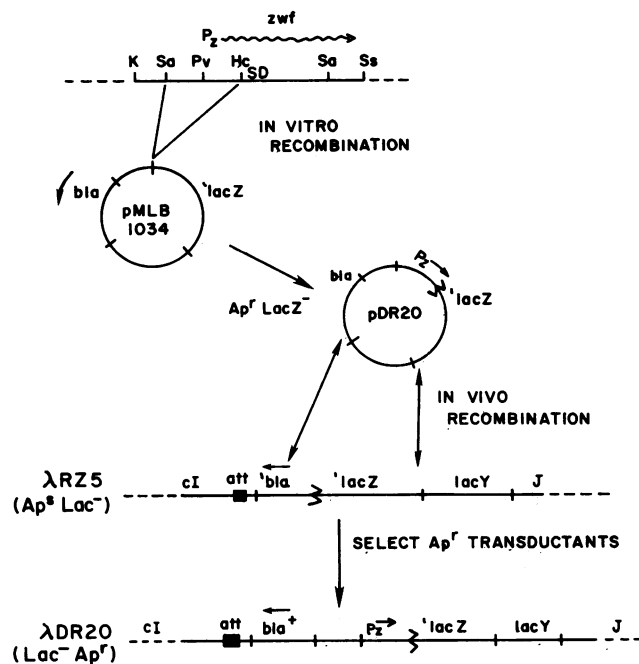 zwf
Pz
K Sa Pv Hc SD Sa Ss
IN VITRO
RECOMBINATION
bla
'lacZ
pMLB
1034
Apʳ LacZ⁻
bla
Pz
'lacZ
pDR20
IN VIVO
RECOMBINATION
λRZ5
(Apˢ Lac⁻)
cI att 'bla 'lacZ lacY J
SELECT Apʳ TRANSDUCTANTS
λDR20
(Lac⁻ Apʳ)
cI att bla⁺ Pz 'lacZ lacY J